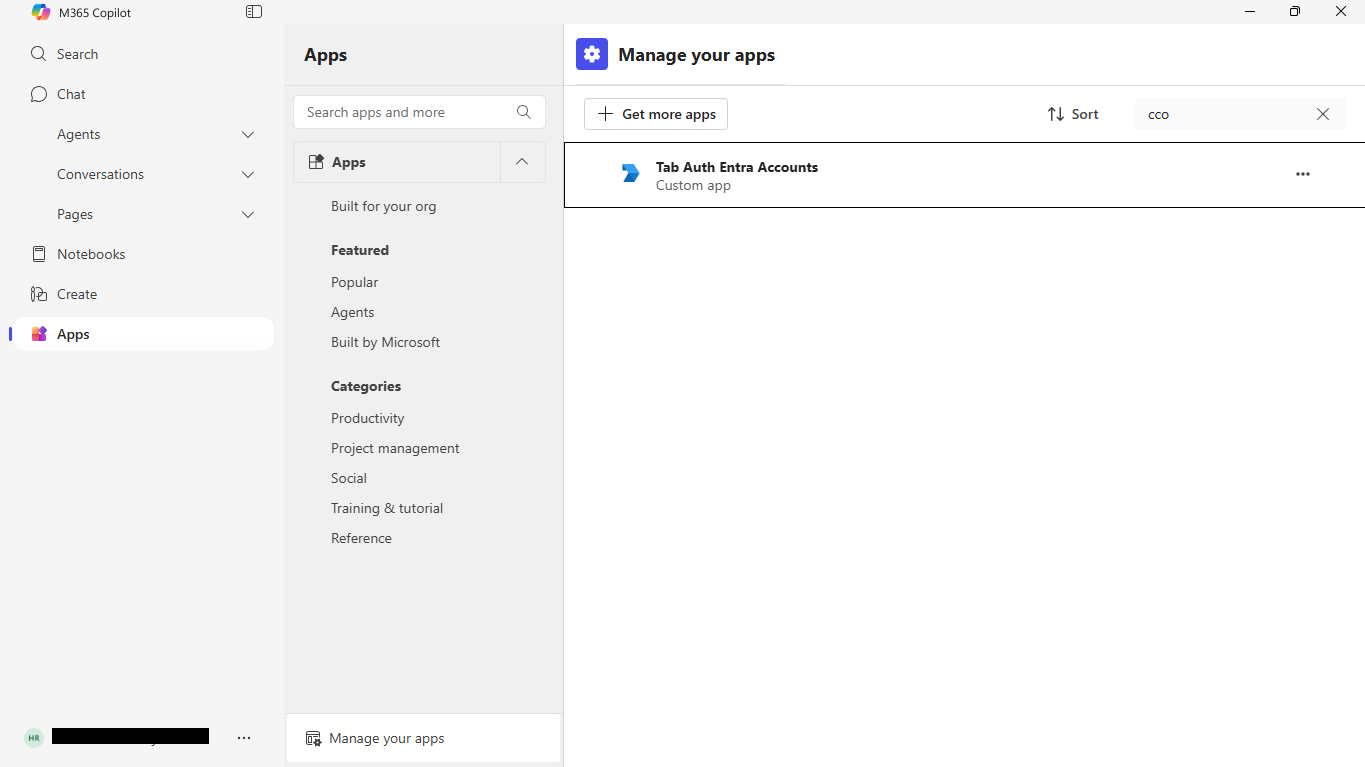 M365 Copilot
Search
Chat
Agents
Conversations
Pages
Notebooks
Create
Apps
HR
Apps
Search apps and more
Apps
Built for your org
Featured
Popular
Agents
Built by Microsoft
Categories
Productivity
Project management
Social
Training & tutorial
Reference
Manage your apps
Manage your apps
Get more apps
Sort
cco
Tab Auth Entra Accounts
Custom app